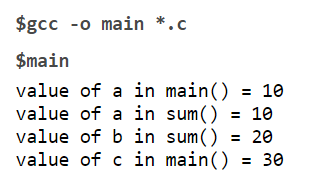 $gcc -o main *.c
$main
value of a in main() = 10
value of a in sum() = 10
value of b in sum() = 20
value of c in main() = 30